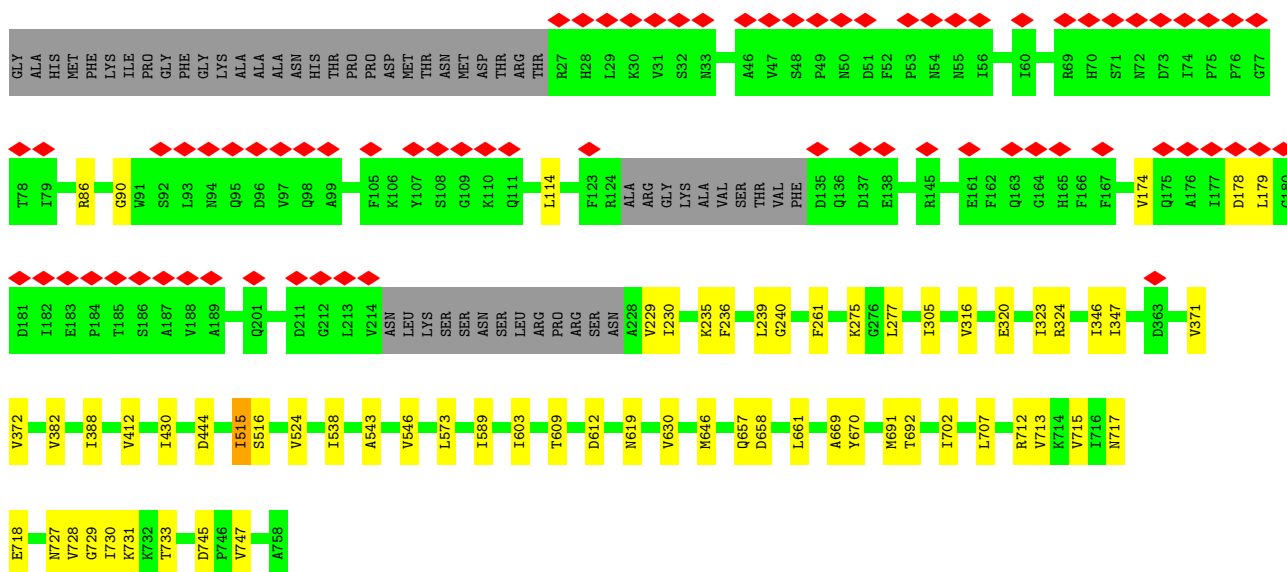 GLY ALA HIS MET PHE LYS ILE PRO GLY PHE GLY LYS ALA ALA ALA ASN HIS THR PRO PRO ASP MET THR ASN MET ASP THR ARG THR R27 H28 L29 K30 V31 S32 N33 A46 V47 S48 P49 N50 D51 F52 P53 N54 N55 I56 I60 R69 H70 S71 N72 D73 I74 P75 P76 G77
T78 I79 R86 G90 W91 S92 L93 N94 Q95 D96 V97 Q98 A99 F105 K106 Y107 S108 G109 K110 Q111 L114 F123 R124 ALA ARG GLY LYS ALA VAL SER THR VAL PHE D135 Q136 D137 E138 R145 E161 F162 Q163 G164 H165 F166 F167 V174 Q175 A176 I177 D178 L179
D181 I182 E183 P184 T185 S186 A187 V188 A189 Q201 D211 G212 L213 V214 ASN LEU LYS SER SER ASN SER LEU ARG PRO ARG SER ASN A228 V229 I230 K235 F236 L239 G240 F261 K275 G276 L277 I305 V316 E320 I323 R324 I346 I347 D363 V371
V372 V382 I388 V412 I430 D444 I515 S516 V524 I538 A543 V546 L573 I589 I603 T609 D612 N619 V630 M646 Q657 D658 L661 A669 Y670 M691 T692 I702 L707 R712 V713 K714 V715 I716 N717
E718 N727 V728 G729 I730 K731 K732 T733 D745 P746 V747 A758